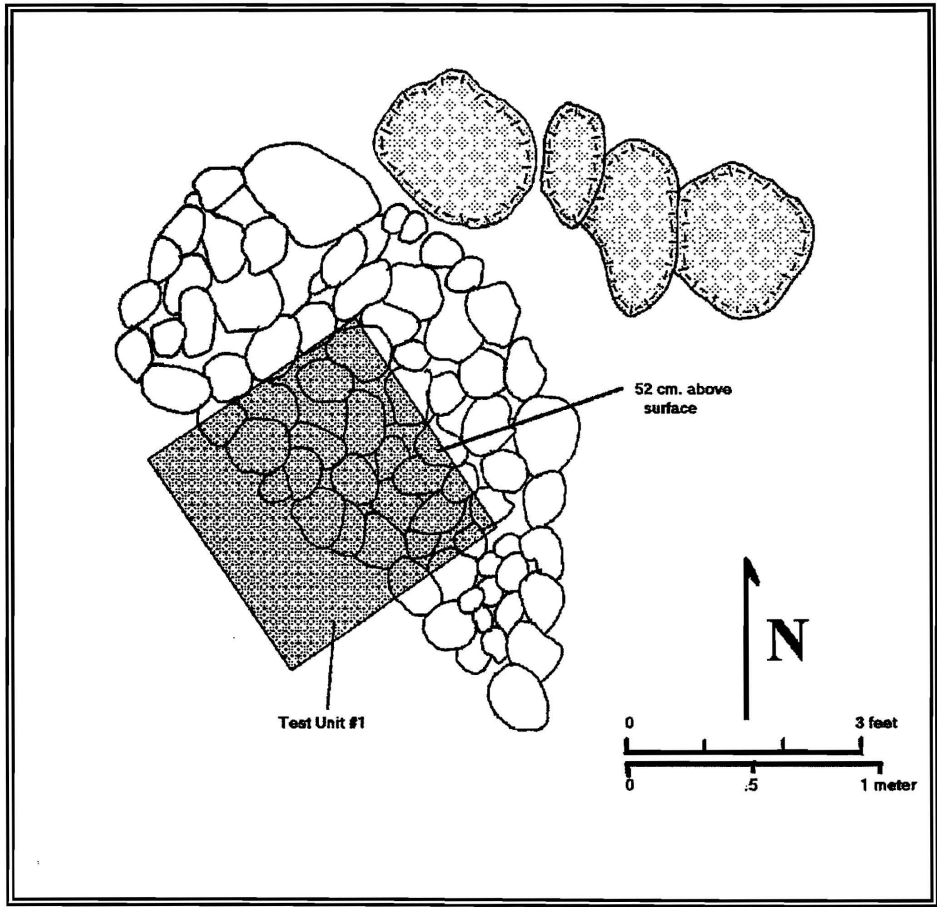 52 cm. above
surface
N
Test Unit #1
0 3 feet
0 .5 1 meter